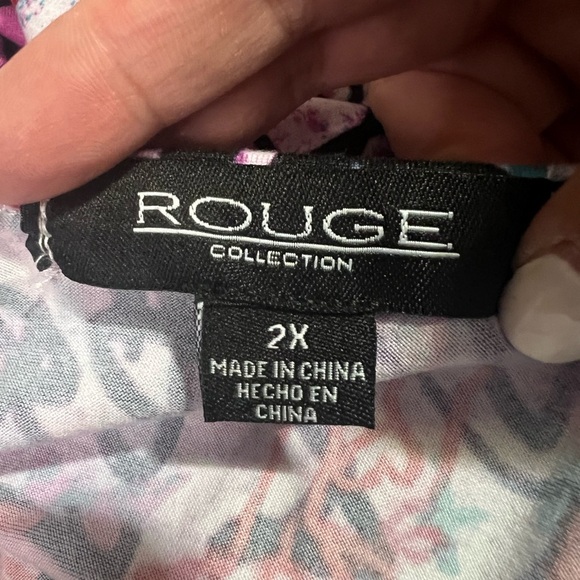 ROUGE
COLLECTION
2X
MADE IN CHINA
HECHO EN
CHINA